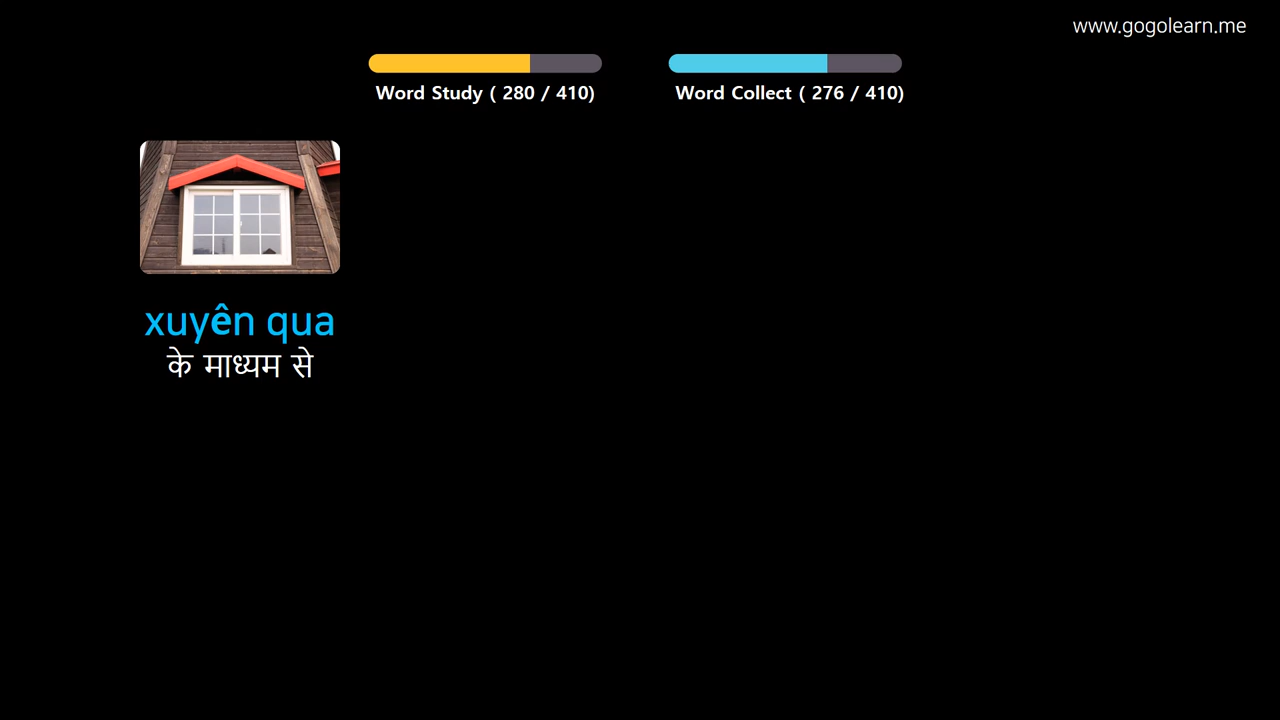 www.gogolearn.me
Word Study ( 280 / 410)
Word Collect ( 276 / 410)
xuyên qua
के माध्यम से